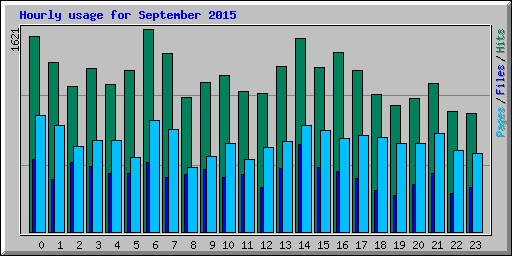 Hourly usage for September 2015
1621
Pages/Files/Hits
0 1 2 3 4 5 6 7 8 9 10 11 12 13 14 15 16 17 18 19 20 21 22 23